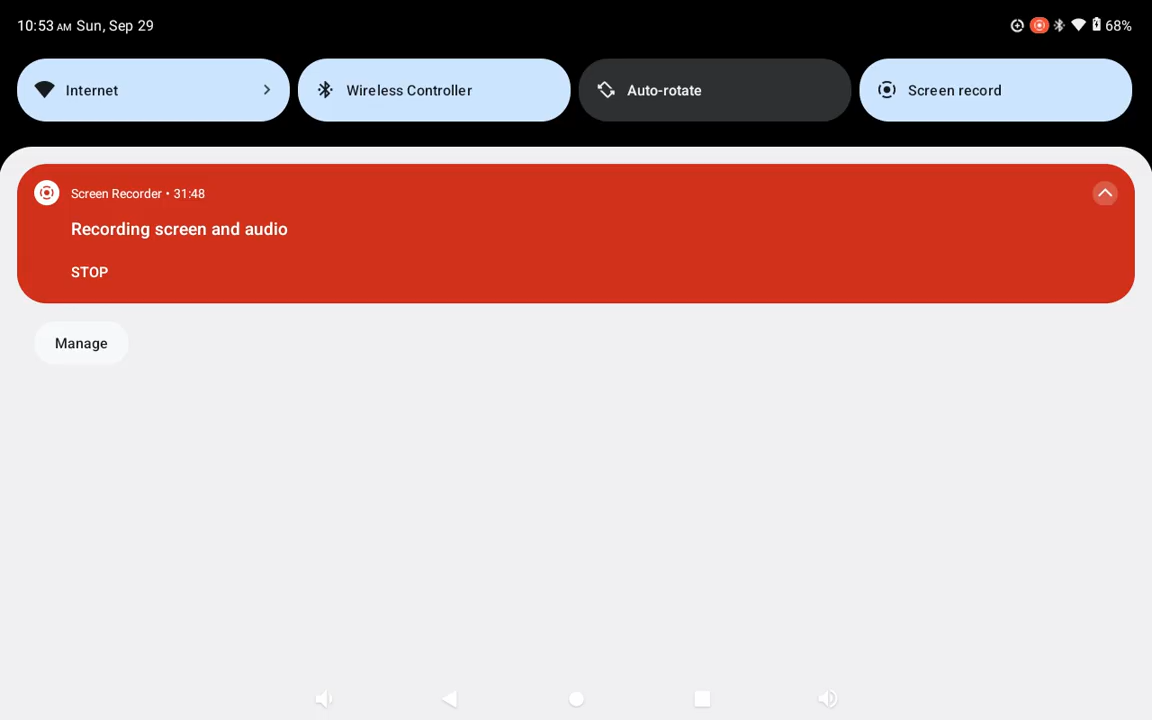 10:53 AM Sun, Sep 29
68%
Internet
Wireless Controller
Auto-rotate
Screen record
Screen Recorder • 31:48
Recording screen and audio
STOP
Manage